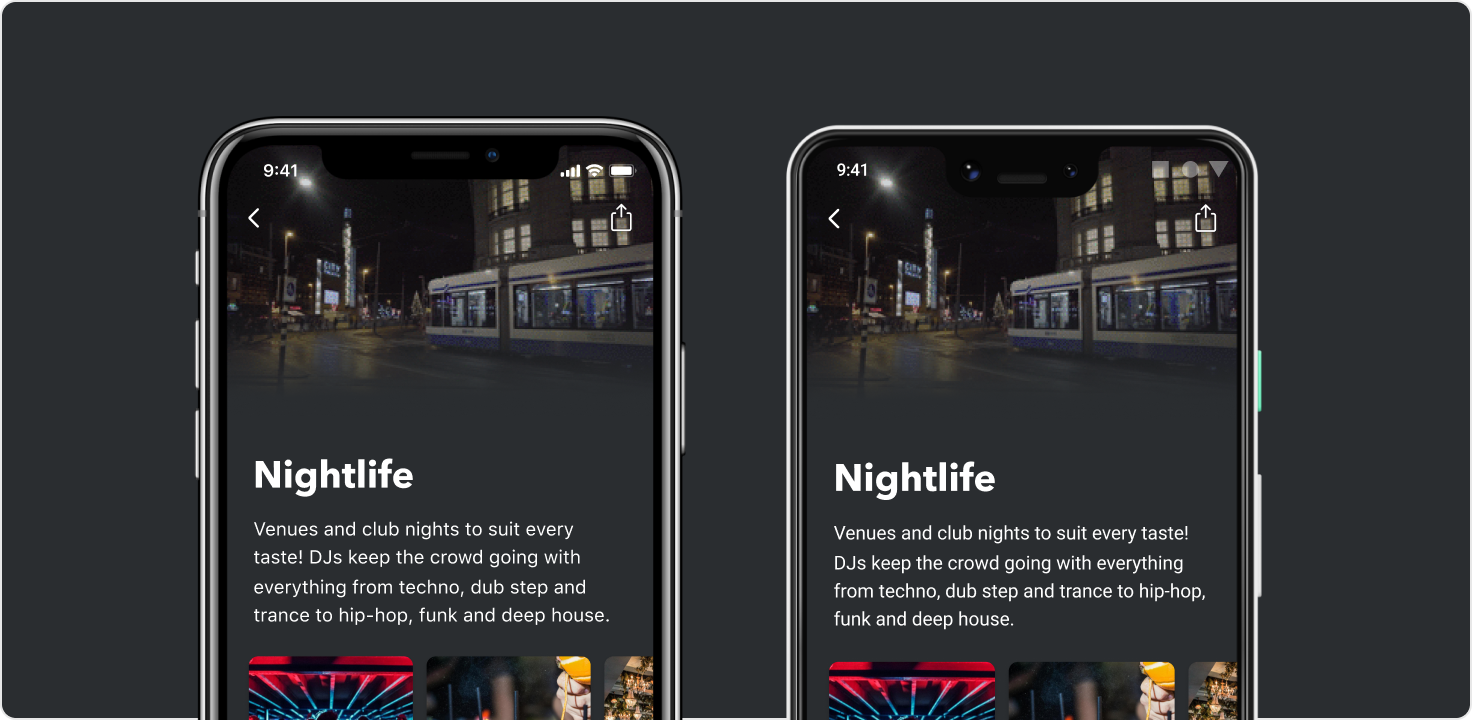 9:41
CITY
Nightlife
Venues and club nights to suit every
taste! DJs keep the crowd going with
everything from techno, dub step and
trance to hip-hop, funk and deep house.
9:41
CITY
Nightlife
Venues and club nights to suit every taste!
DJs keep the crowd going with everything
from techno, dub step and trance to hip-hop,
funk and deep house.